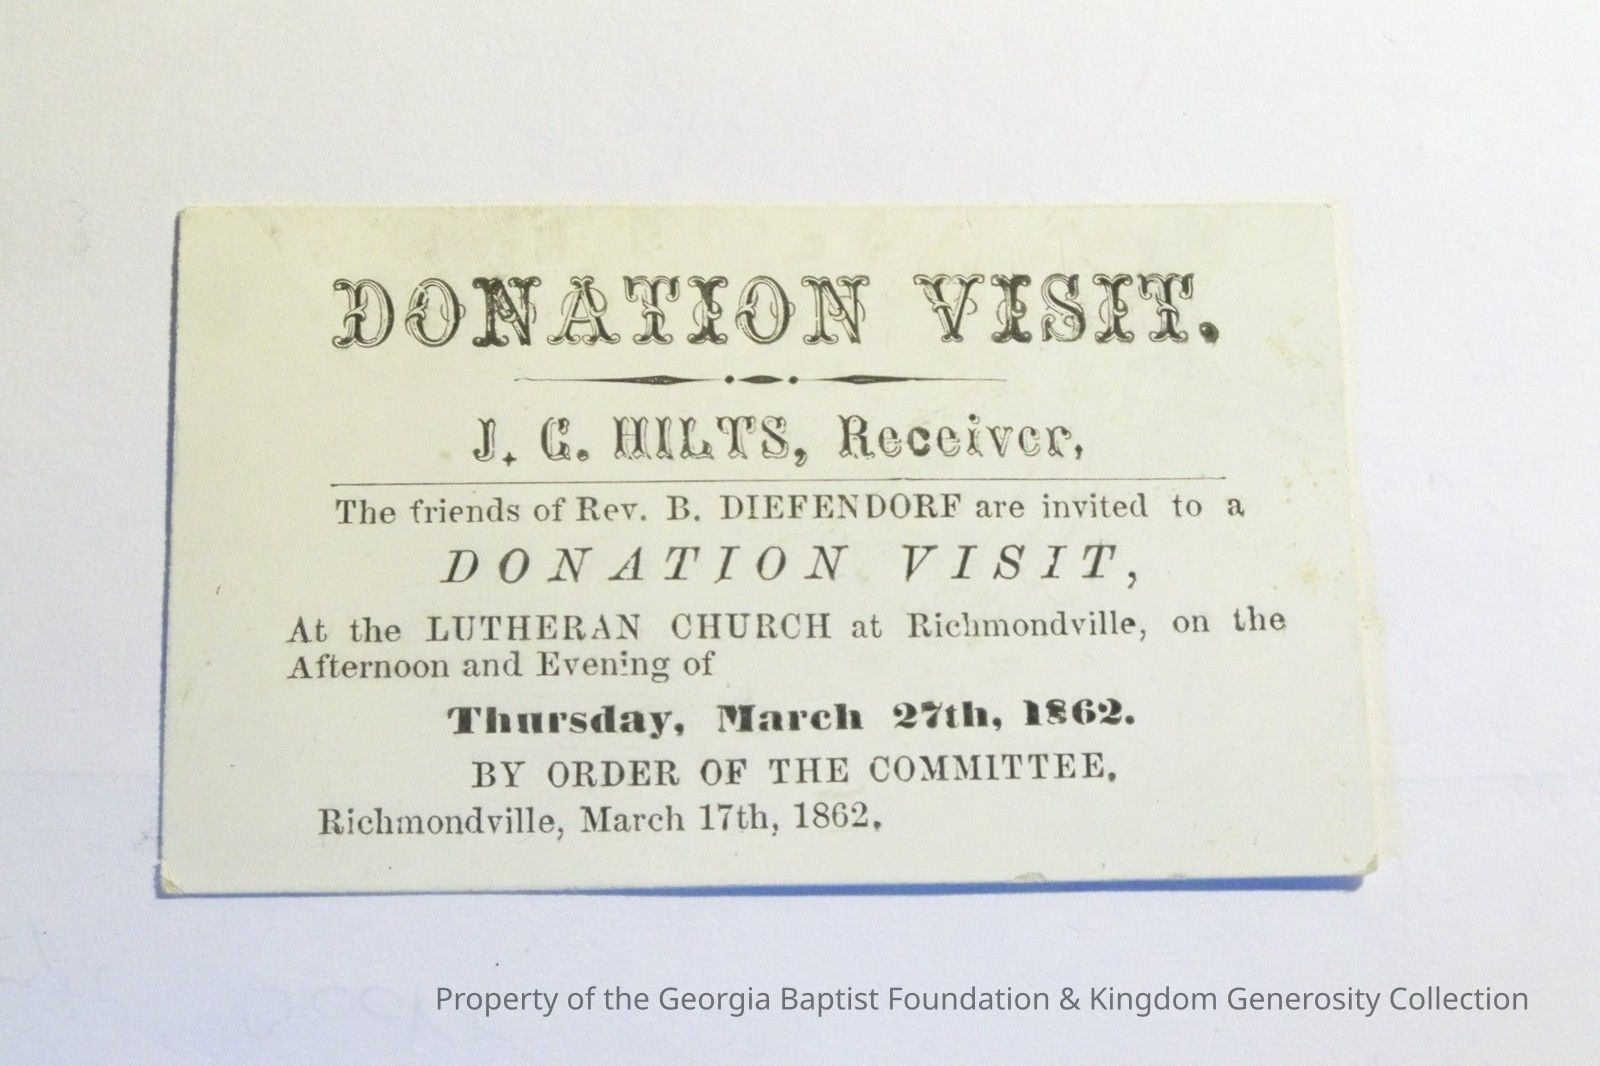 DONATION VISIT.
J. G. HILTS, Receiver,
The friends of Rev. B. DIEFENDORF are invited to a
DONATION VISIT,
At the LUTHERAN CHURCH at Richmondville, on the
Afternoon and Evening of
Thursday, March 27th, 1862.
BY ORDER OF THE COMMITTEE.
Richmondville, March 17th, 1862.
Property of the Georgia Baptist Foundation & Kingdom Generosity Collection